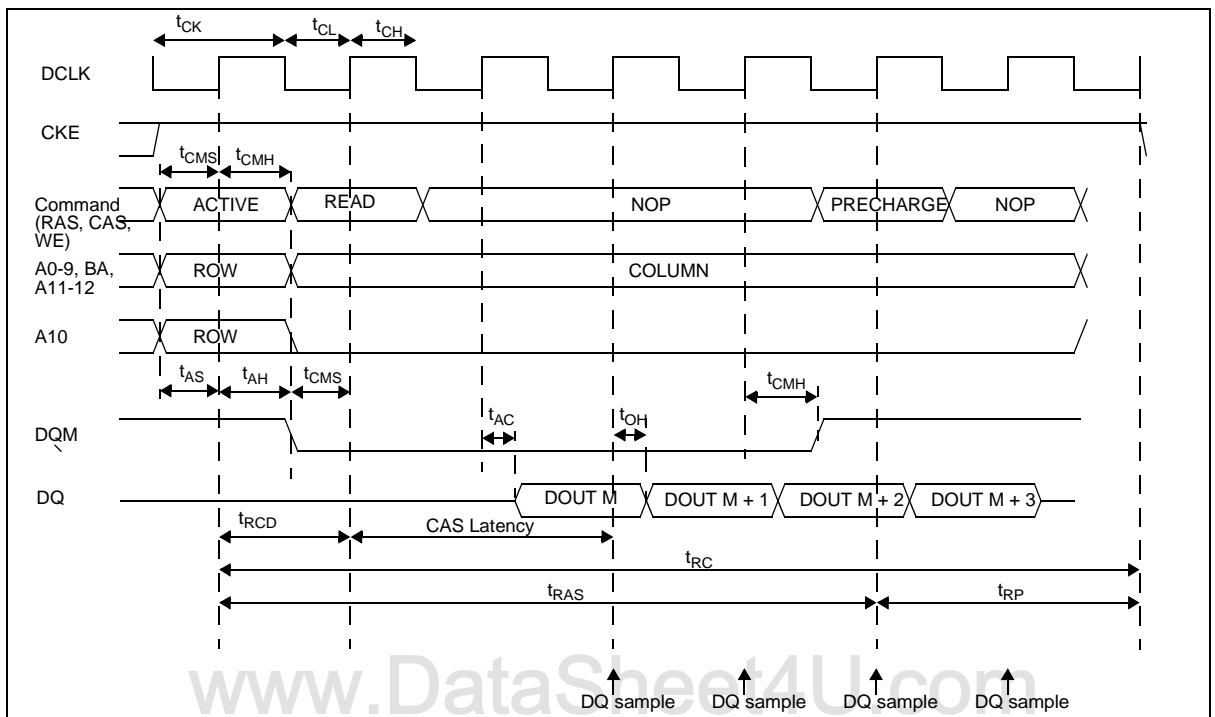 tCK tCL tCH
DCLK
CKE
tCMS tCMH
Command
(RAS, CAS,
WE)
ACTIVE READ NOP PRECHARGE NOP
A0-9, BA,
A11-12
ROW COLUMN
A10
ROW
tAS tAH tCMS tCMH
tAC tOH
DQM
DQ
DOUT M DOUT M + 1 DOUT M + 2 DOUT M + 3
tRCD CAS Latency
tRC
tRAS tRP
www.DataSheet4U.com
DQ sample DQ sample DQ sample DQ sample